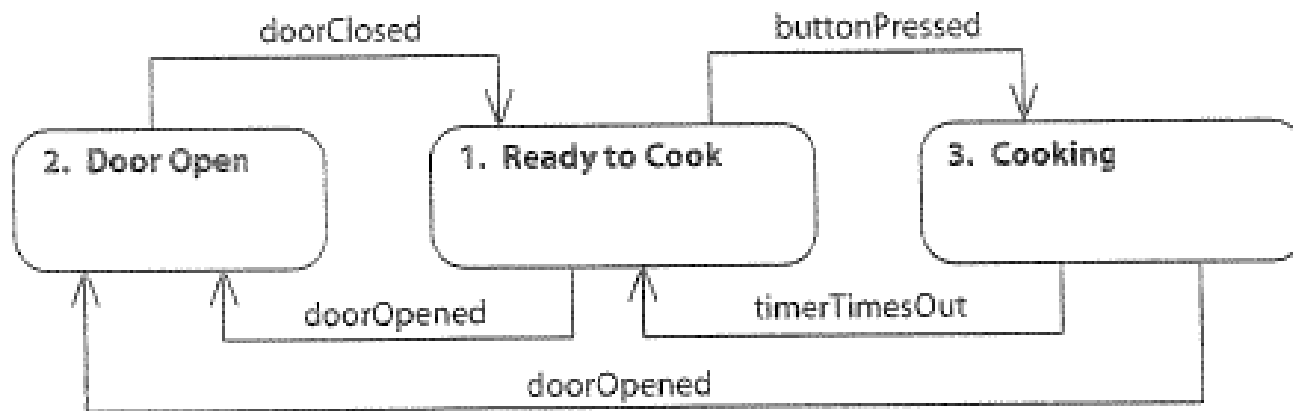 doorClosed
buttonPressed
2. Door Open
1. Ready to Cook
3. Cooking
doorOpened
timerTimesOut
doorOpened